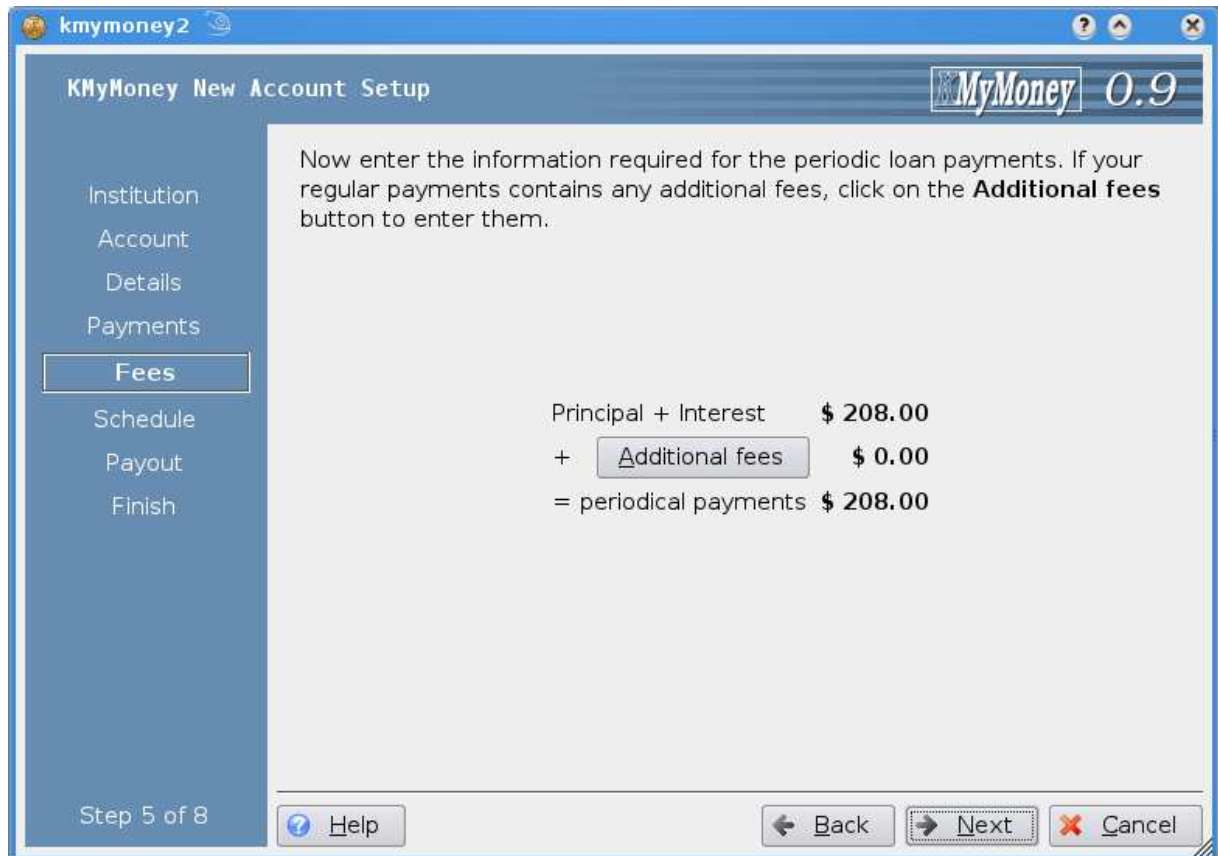 kmymoney2
KMyMoney New Account Setup
KMyMoney 0.9
Institution
Account
Details
Payments
Fees
Schedule
Payout
Finish
Step 5 of 8
Now enter the information required for the periodic loan payments. If your
regular payments contains any additional fees, click on the Additional fees
button to enter them.
Principal + Interest $ 208.00
+ Additional fees $ 0.00
= periodical payments $ 208.00
Help
Back
Next
Cancel